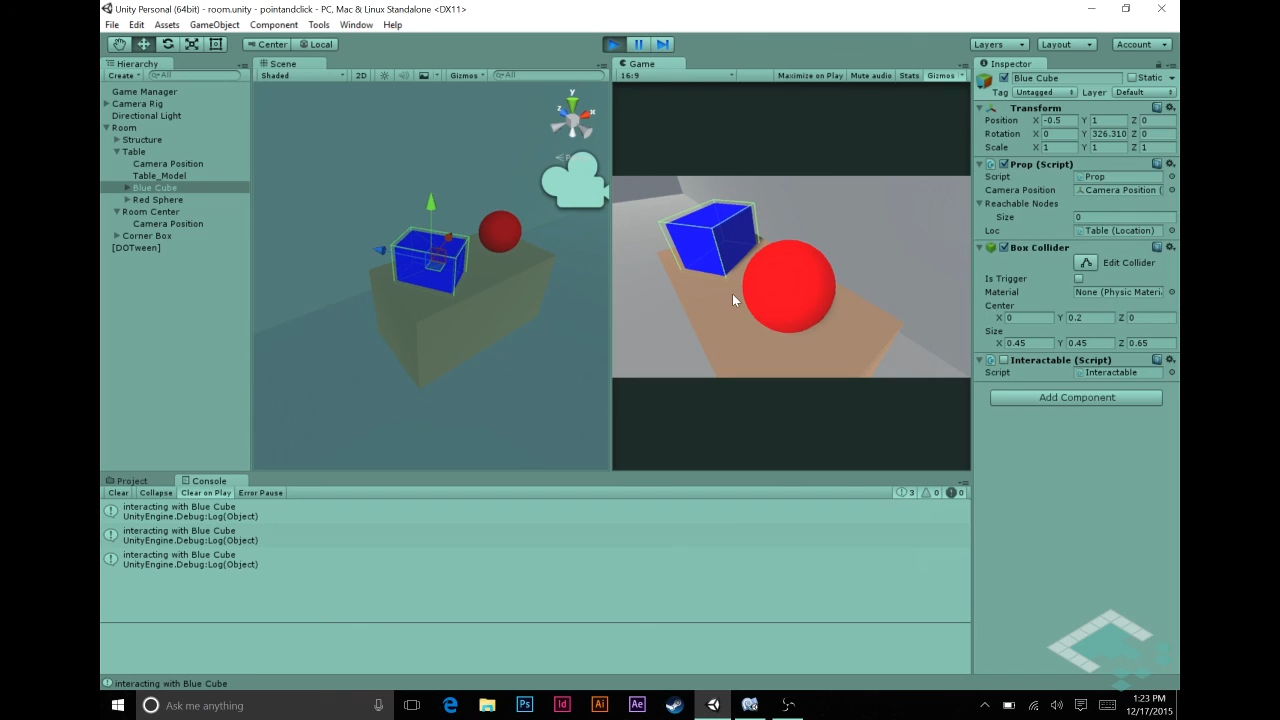 Unity Personal (64bit) - room.unity - pointandclick - PC, Mac & Linux Standalone <DX11>
File Edit Assets GameObject Component Tools Window Help
Center Local Layers Layout Account
Hierarchy Scene Game Inspector
Create All Shaded 2D Gizmos All 16:9 Maximize on Play Mute audio Stats Gizmos
Blue Cube Static
Tag Untagged Layer Default
Game Manager
Camera Rig
Directional Light
Room
Structure
Table
Camera Position
Table_Model
Blue Cube
Red Sphere
Room Center
Camera Position
Corner Box
[DOTween]
y
z x
Transform
Position X -0.5 Y 1 Z 0
Rotation X 0 Y 326.310 Z 0
Scale X 1 Y 1 Z 1
Prop (Script)
Script Prop
Camera Position Camera Position (
Reachable Nodes
Size 0
Loc Table (Location)
Box Collider
Edit Collider
Is Trigger
Material None (Physic Materi
Center
X 0 Y 0.2 Z 0
Size
X 0.45 Y 0.45 Z 0.65
Interactable (Script)
Script Interactable
Add Component
Project Console
Clear Collapse Clear on Play Error Pause 3 0 0
interacting with Blue Cube
UnityEngine.Debug:Log(Object)
interacting with Blue Cube
UnityEngine.Debug:Log(Object)
interacting with Blue Cube
UnityEngine.Debug:Log(Object)
interacting with Blue Cube
Ask me anything Ps Id Ai Ae
1:23 PM
12/17/2015